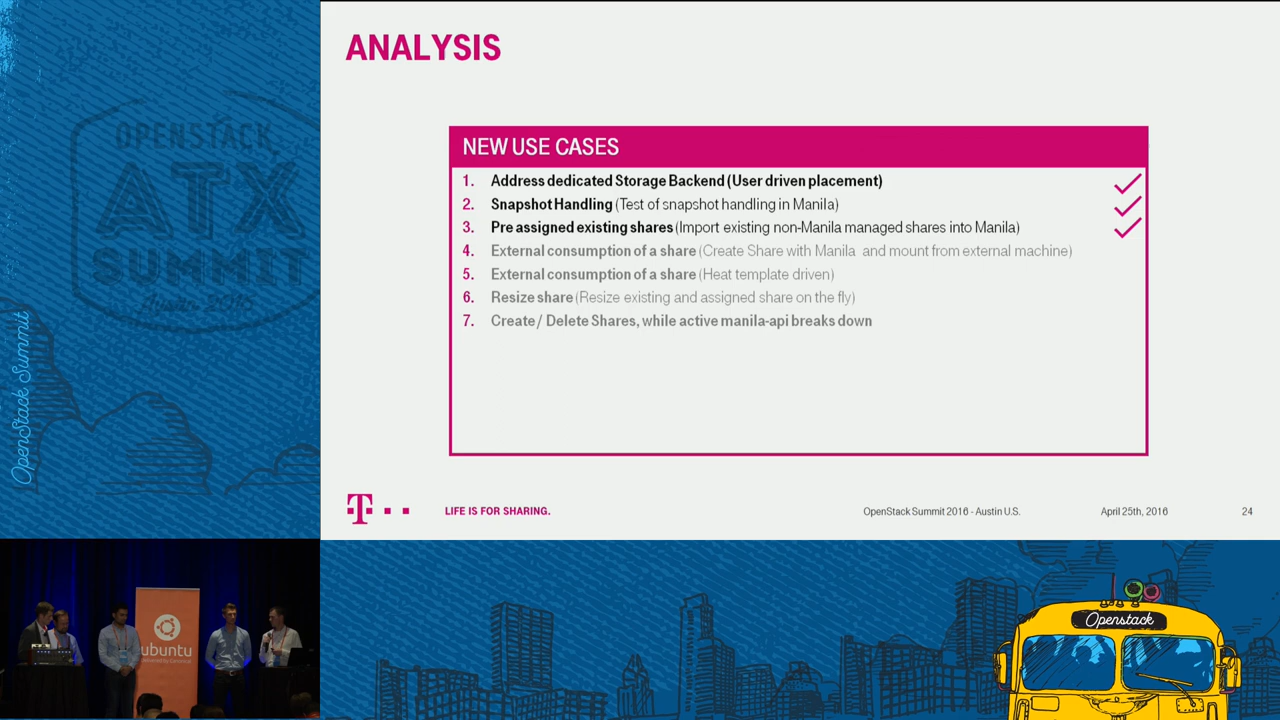 ANALYSIS
NEW USE CASES
1. Address dedicated Storage Backend (User driven placement)
2. Snapshot Handling (Test of snapshot handling in Manila)
3. Pre assigned existing shares (Import existing non-Manila managed shares into Manila)
4. External consumption of a share (Create Share with Manila and mount from external machine)
5. External consumption of a share (Heat template driven)
6. Resize share (Resize existing and assigned share on the fly)
7. Create / Delete Shares, while active manila-api breaks down
T
LIFE IS FOR SHARING.
OpenStack Summit 2016 - Austin U.S.
April 25th, 2016
24
OPENSTACK
ATX
SUMMIT
Austin 2016
OpenStack Summit
ubuntu
Openstack